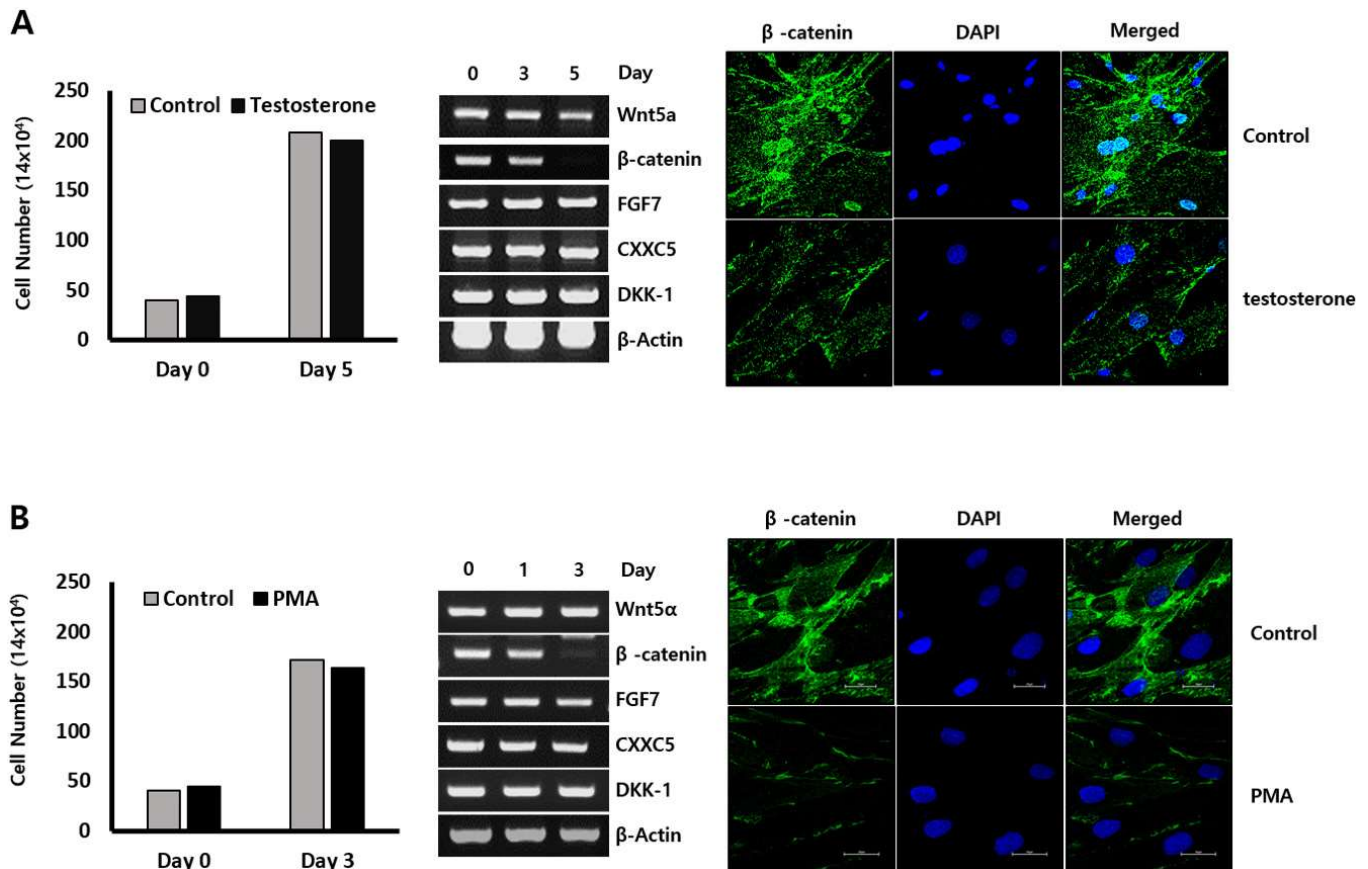 A
Cell Number (14x10⁴)
250
200
150
100
50
0
Control Testosterone
Day 0 Day 5
0 3 5 Day
Wnt5a
β-catenin
FGF7
CXXC5
DKK-1
β-Actin
β -catenin DAPI Merged
Control
testosterone
B
Cell Number (14x10⁴)
250
200
150
100
50
0
Control PMA
Day 0 Day 3
0 1 3 Day
Wnt5α
β -catenin
FGF7
CXXC5
DKK-1
β-Actin
β -catenin DAPI Merged
Control
PMA